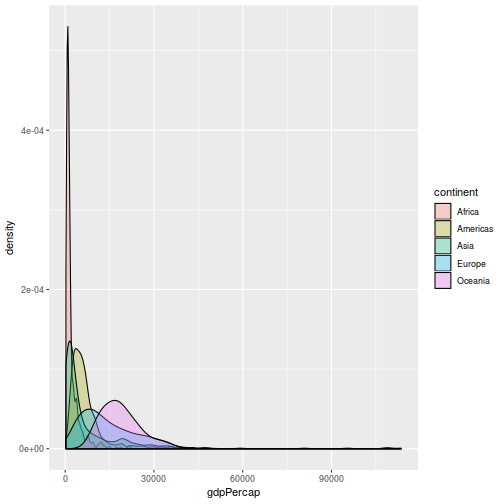 4e-04
2e-04
0e+00
density
0
30000
60000
90000
gdpPercap
continent
Africa
Americas
Asia
Europe
Oceania